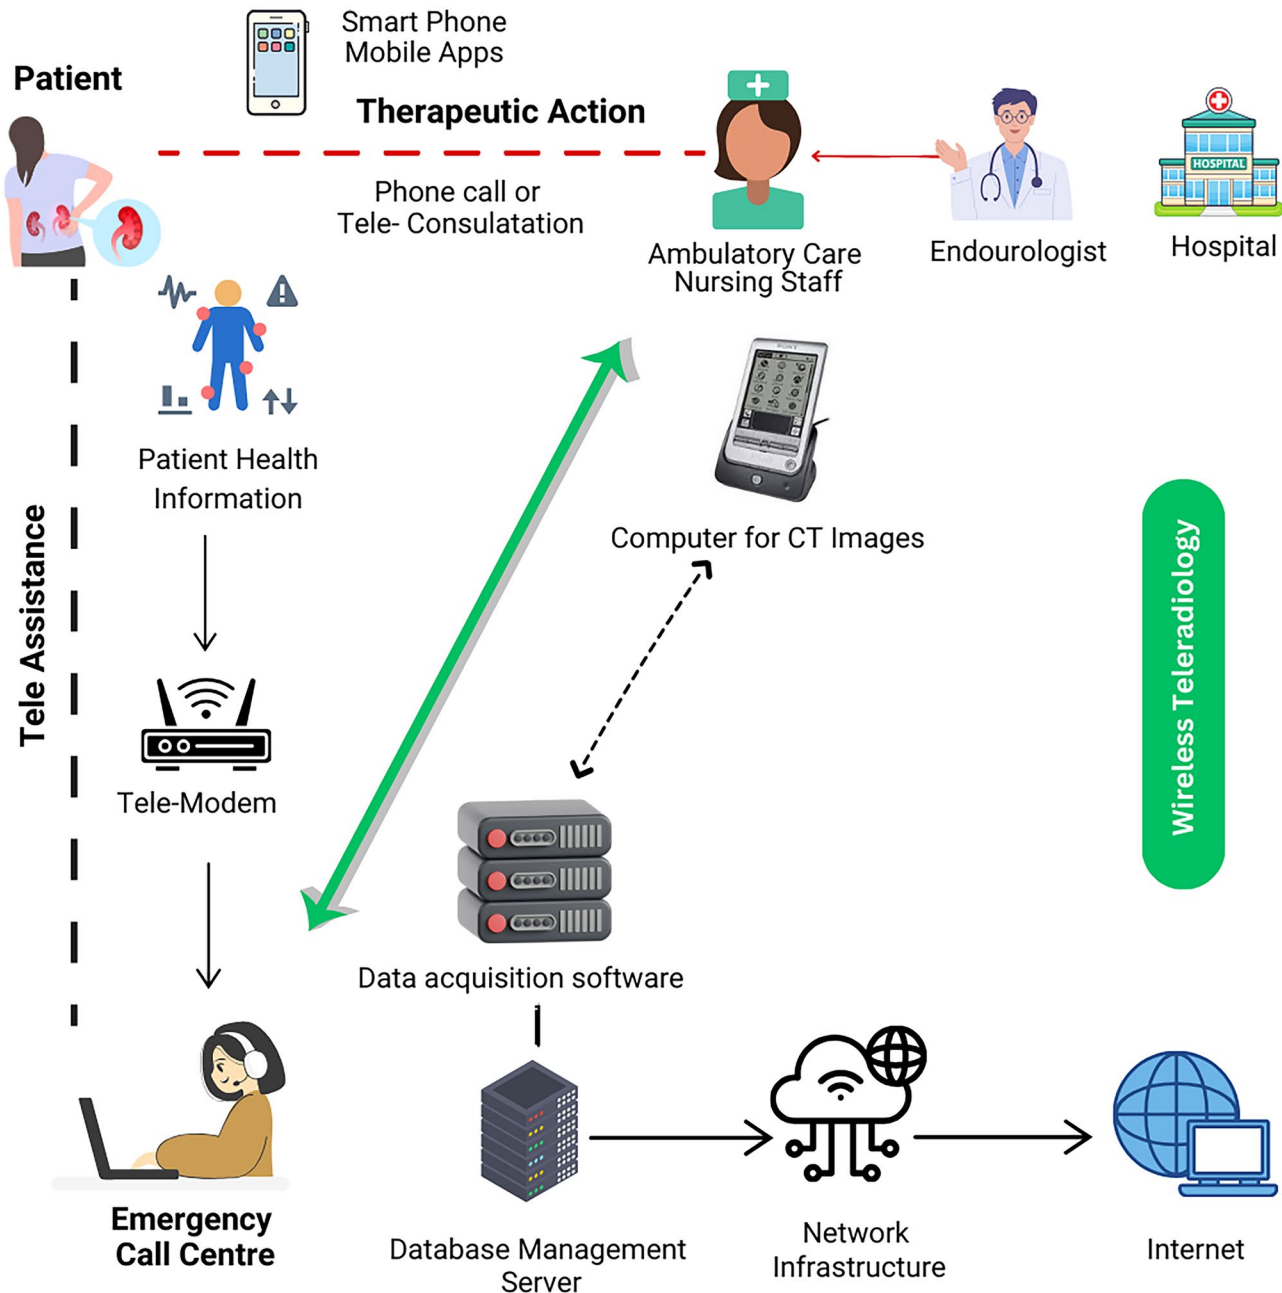 Smart Phone
Mobile Apps
Patient
Therapeutic Action
Phone call or
Tele- Consulatation
HOSPITAL
Ambulatory Care
Nursing Staff
Endourologist
Hospital
SONY
Patient Health
Information
Computer for CT Images
Tele Assistance
Wireless Teleradiology
Tele-Modem
Data acquisition software
Emergency
Call Centre
Database Management
Server
Network
Infrastructure
Internet